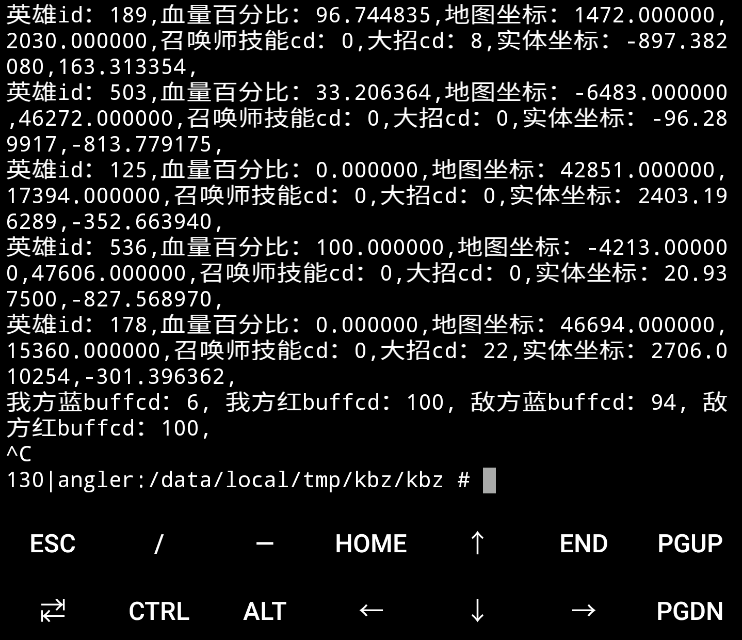 英雄id: 189,血量百分比: 96.744835,地图坐标: 1472.000000,
2030.000000,召唤师技能cd: 0,大招cd: 8,实体坐标: -897.382
080,163.313354,
英雄id: 503,血量百分比: 33.206364,地图坐标: -6483.000000
,46272.000000,召唤师技能cd: 0,大招cd: 0,实体坐标: -96.28
9917,-813.779175,
英雄id: 125,血量百分比: 0.000000,地图坐标: 42851.000000,
17394.000000,召唤师技能cd: 0,大招cd: 0,实体坐标: 2403.19
6289,-352.663940,
英雄id: 536,血量百分比: 100.000000,地图坐标: -4213.00000
0,47606.000000,召唤师技能cd: 0,大招cd: 0,实体坐标: 20.93
7500,-827.568970,
英雄id: 178,血量百分比: 0.000000,地图坐标: 46694.000000,
15360.000000,召唤师技能cd: 0,大招cd: 22,实体坐标: 2706.0
10254,-301.396362,
我方蓝buffcd: 6, 我方红buffcd: 100, 敌方蓝buffcd: 94, 敌
方红buffcd: 100,
^C
130|angler:/data/local/tmp/kbz/kbz #
ESC / — HOME ↑ END PGUP
⇄ CTRL ALT ← ↓ → PGDN